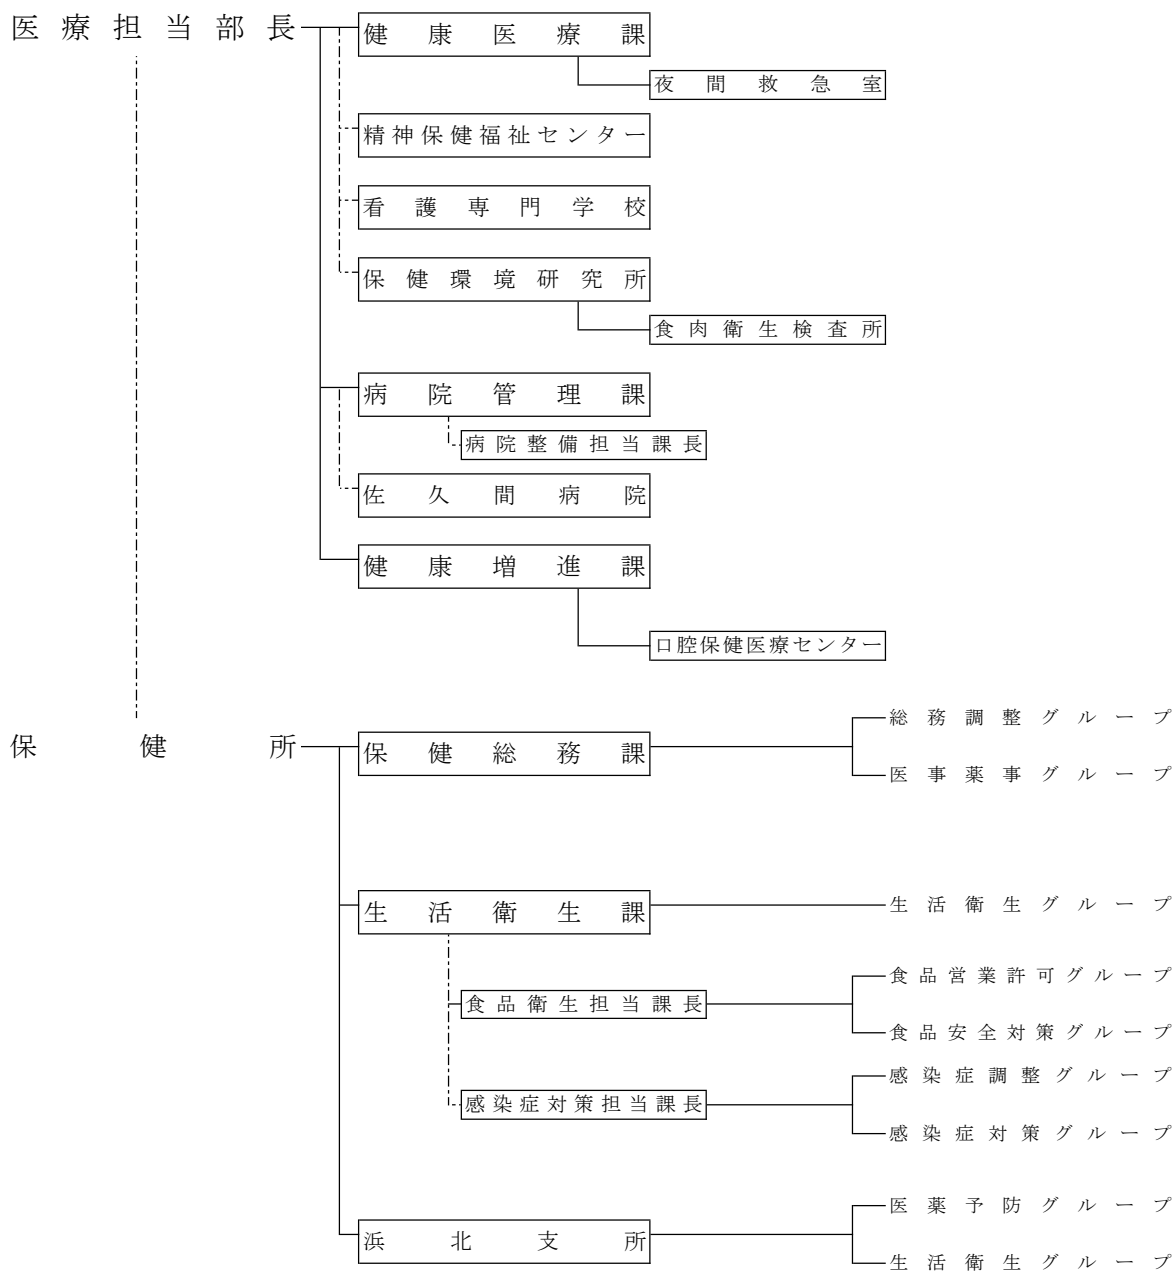 医療担当部長 健康医療課
夜間救急室
精神保健福祉センター
看護専門学校
保健環境研究所
食肉衛生検査所
病院管理課
病院整備担当課長
佐久間病院
健康増進課
口腔保健医療センター
総務調整グループ
保健所 保健総務課
医事薬事グループ
生活衛生課 生活衛生グループ
食品営業許可グループ
食品衛生担当課長
食品安全対策グループ
感染症調整グループ
感染症対策担当課長
感染症対策グループ
医薬予防グループ
浜北支所
生活衛生グループ